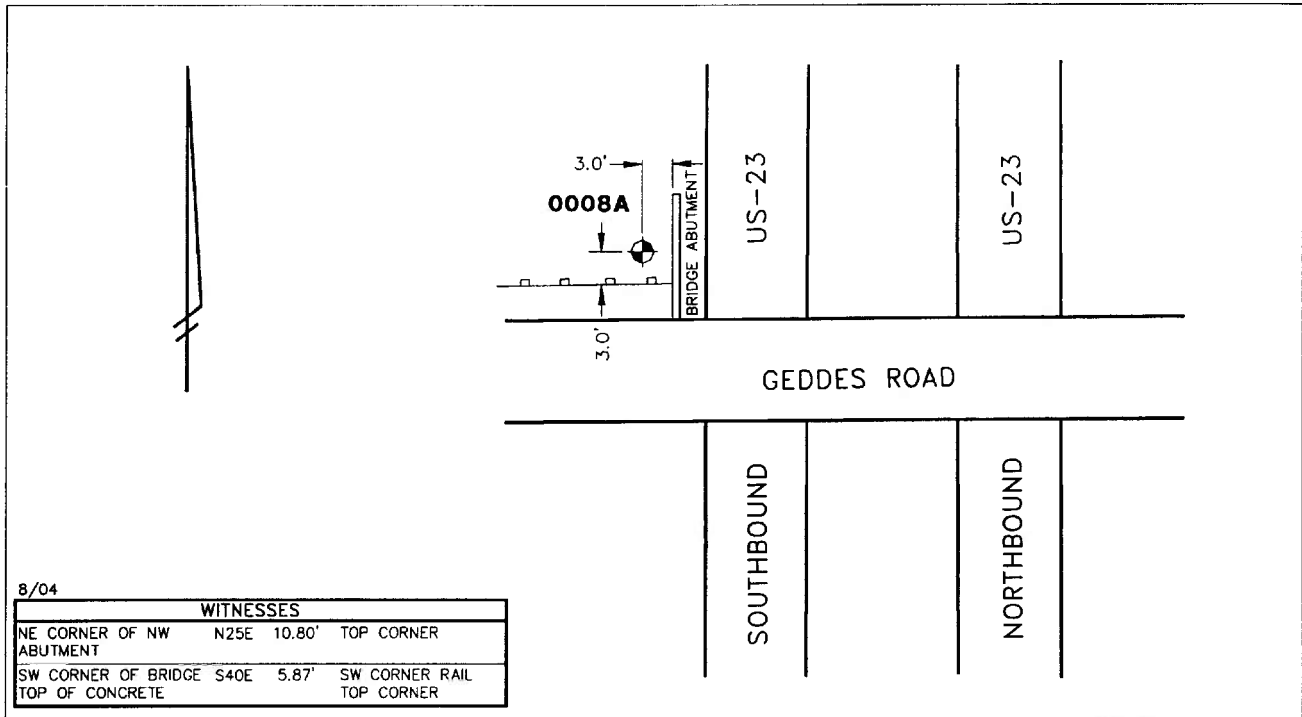 3.0'
0008A
BRIDGE ABUTMENT
US-23
US-23
3.0'
GEDDES ROAD
SOUTHBOUND
NORTHBOUND
8/04
WITNESSES
NE CORNER OF NW N25E 10.80' TOP CORNER
ABUTMENT
SW CORNER OF BRIDGE S40E 5.87' SW CORNER RAIL
TOP OF CONCRETE TOP CORNER